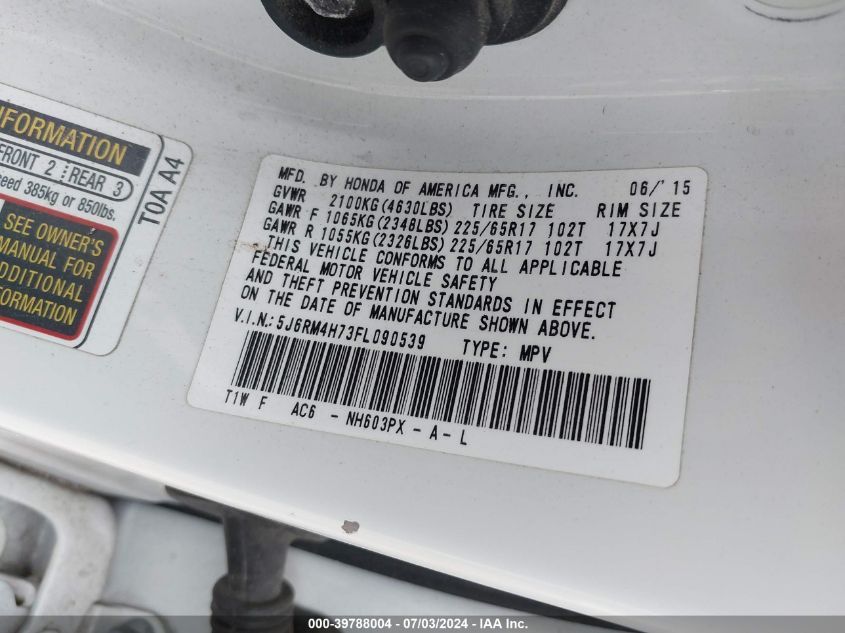 INFORMATION
FRONT 2 REAR 3
385kg or 850lbs.
SEE OWNER'S
MANUAL FOR
ADDITIONAL
INFORMATION
T0A A4
MFD. BY HONDA OF AMERICA MFG., INC. 06/'15
GVWR 2100KG(4630LBS) TIRE SIZE RIM SIZE
GAWR F 1065KG(2348LBS) 225/65R17 102T 17X7J
GAWR R 1055KG(2326LBS) 225/65R17 102T 17X7J
THIS VEHICLE CONFORMS TO ALL APPLICABLE
FEDERAL MOTOR VEHICLE SAFETY
AND THEFT PREVENTION STANDARDS IN EFFECT
ON THE DATE OF MANUFACTURE SHOWN ABOVE.
V.I.N.: 5J6RM4H73FL090539 TYPE: MPV
T1W F AC6 - NH603PX - A - L
000-39788004 - 07/03/2024 - IAA Inc.